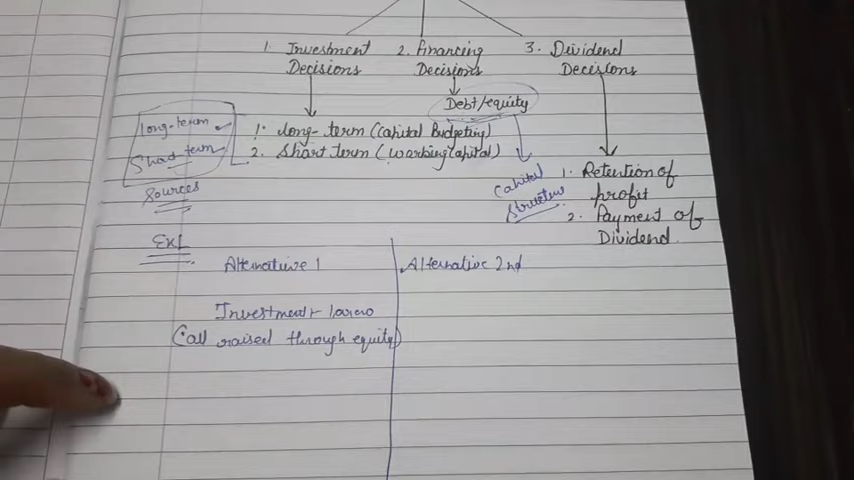 1. Investment Decisions
2. Financing Decisions
3. Dividend Decisions
Debt/equity
Long-term
Short term
Sources
1. Long-term (Capital Budgeting)
2. Short term (working capital)
Capital
Structure
1. Retention of
profit
2. Payment of
Dividend.
Ex1
Alternative 1
Alternative 2nd
Investment-
(all raised through equity)